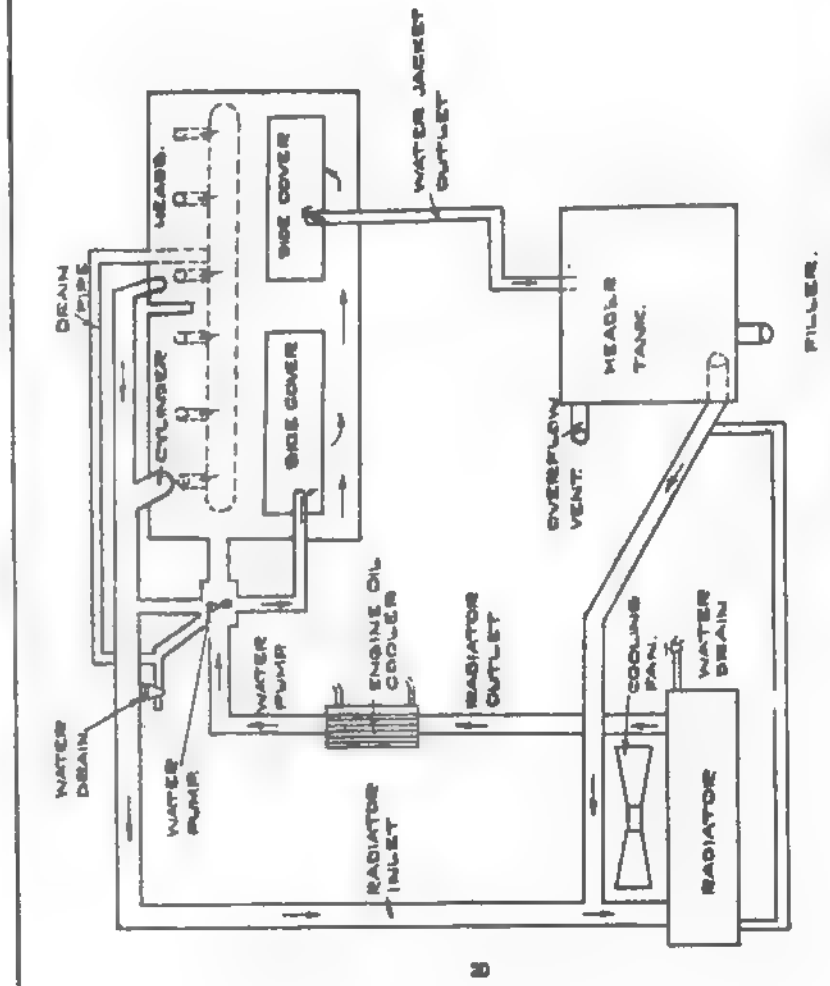 DRAIN
PIPE
HEADS.
CYLINDER
SIDE COVER
SIDE COVER
WATER JACKET
OUTLET
WATER
DRAIN
WATER
PUMP.
WATER
PUMP
ENGINE OIL
COOLER
RADIATOR
INLET
RADIATOR
OUTLET
OVERFLOW
VENT.
HEADER
TANK.
FILLER.
COOLING
FAN.
WATER
DRAIN
RADIATOR